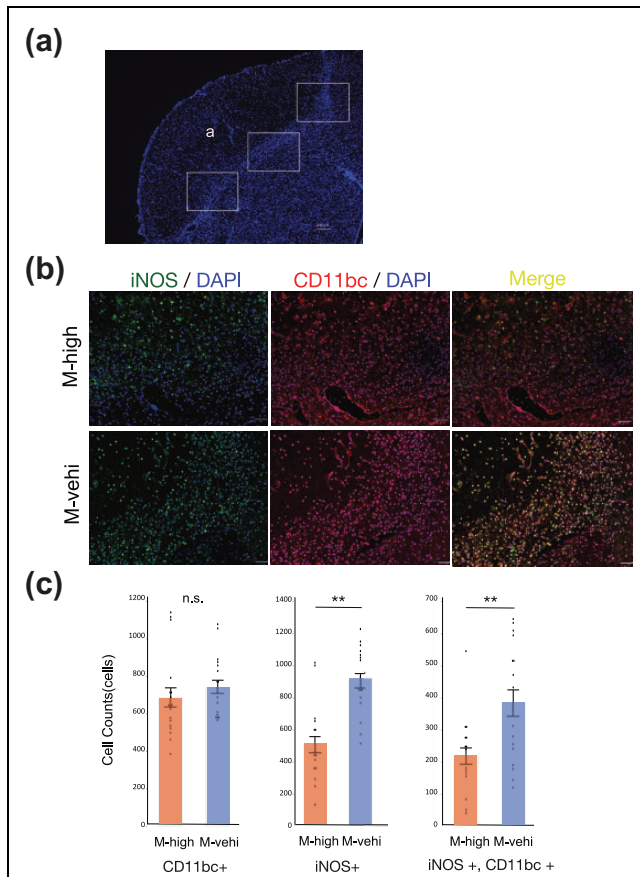 (a)
a
(b)
iNOS / DAPI CD11bc / DAPI Merge
M-high
M-vehi
(c)
n.s. ** **
Cell Counts(cells)
1200
1000
800
600
400
200
0
1400
1200
1000
800
600
400
200
0
700
600
500
400
300
200
100
0
M-high M-vehi M-high M-vehi M-high M-vehi
CD11bc+ iNOS+ iNOS +, CD11bc +